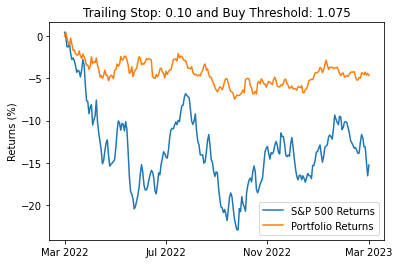 Trailing Stop: 0.10 and Buy Threshold: 1.075
Returns (%)
0
−5
−10
−15
−20
Mar 2022
Jul 2022
Nov 2022
Mar 2023
S&P 500 Returns
Portfolio Returns